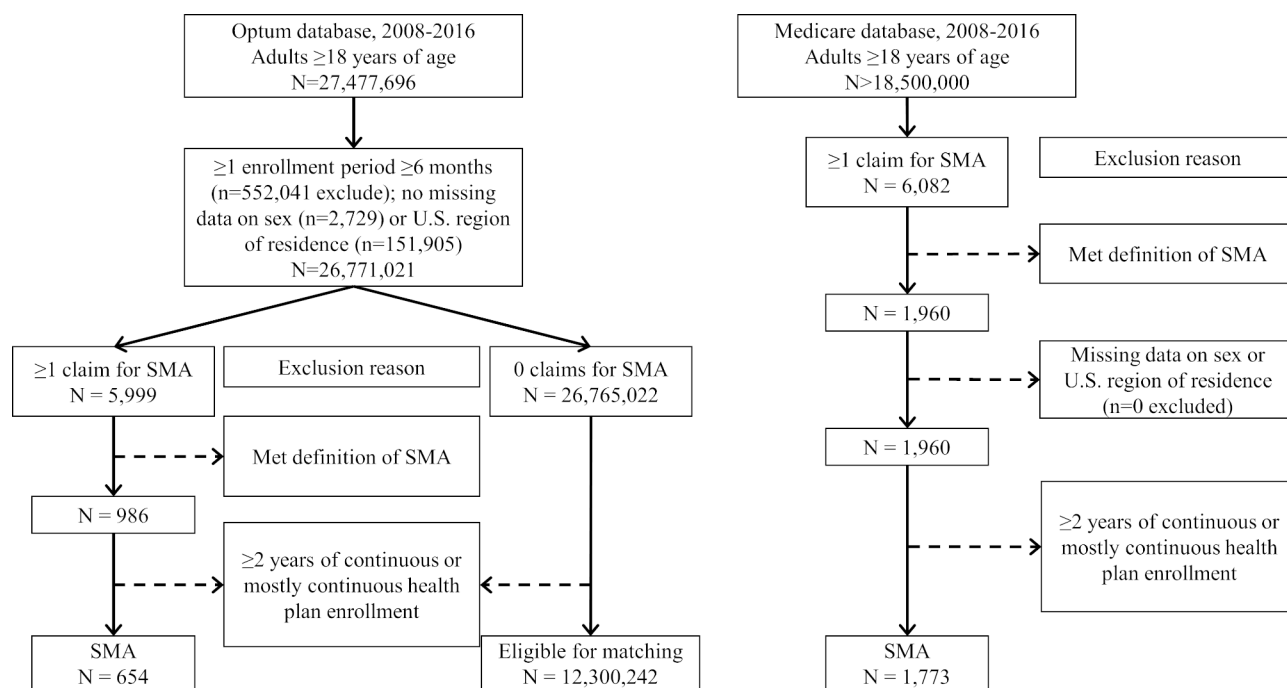 Optum database, 2008-2016
Adults ≥18 years of age
N=27,477,696
≥1 enrollment period ≥6 months
(n=552,041 exclude); no missing
data on sex (n=2,729) or U.S. region
of residence (n=151,905)
N=26,771,021
≥1 claim for SMA
N = 5,999
Exclusion reason
0 claims for SMA
N = 26,765,022
Met definition of SMA
N = 986
≥2 years of continuous or
mostly continuous health
plan enrollment
SMA
N = 654
Eligible for matching
N = 12,300,242
Medicare database, 2008-2016
Adults ≥18 years of age
N>18,500,000
≥1 claim for SMA
N = 6,082
Exclusion reason
Met definition of SMA
N = 1,960
Missing data on sex or
U.S. region of residence
(n=0 excluded)
N = 1,960
≥2 years of continuous or
mostly continuous health
plan enrollment
SMA
N = 1,773